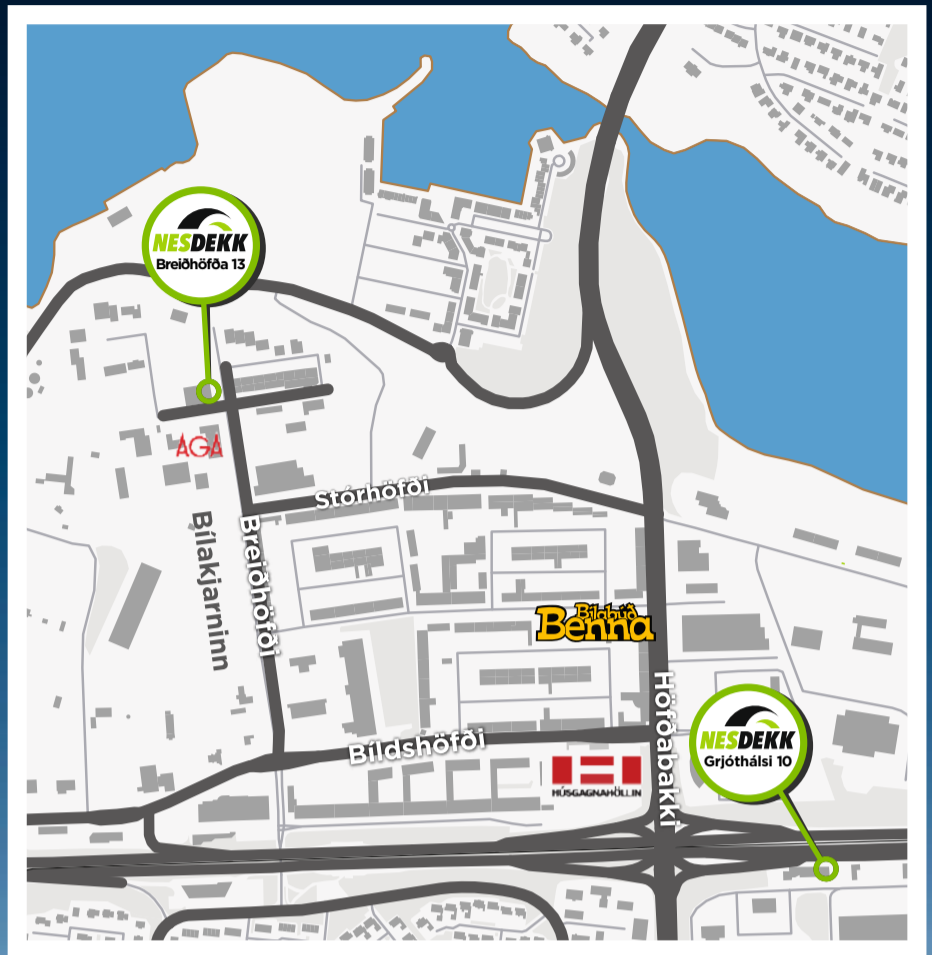 NESDEKK
Breiðhöfða 13
AGA
Stórhöfði
Bílakjarninn
Breiðhöfði
Bílabúð
Benna
Höfðabakki
NESDEKK
Grjóthálsi 10
Bíldshöfði
HÚSGAGNAHÖLLIN